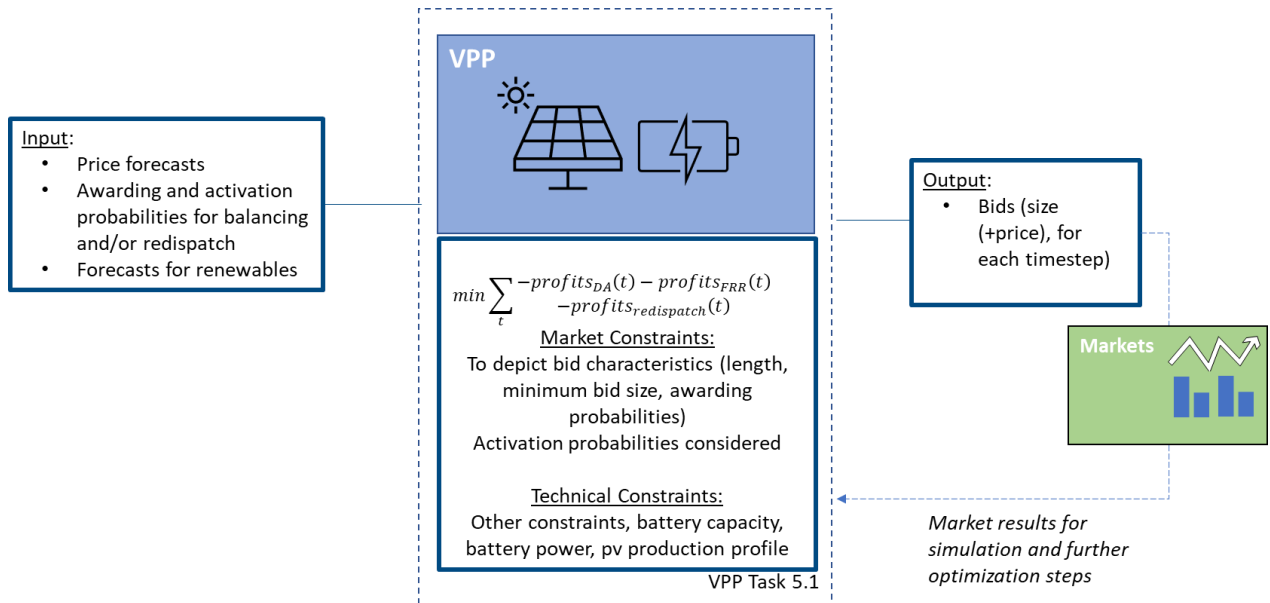 VPP
Input:
• Price forecasts
• Awarding and activation
probabilities for balancing
and/or redispatch
• Forecasts for renewables
min ∑ −profits_DA(t) − profits_FRR(t)
t −profits_redispatch(t)
Market Constraints:
To depict bid characteristics (length,
minimum bid size, awarding
probabilities)
Activation probabilities considered
Technical Constraints:
Other constraints, battery capacity,
battery power, pv production profile
VPP Task 5.1
Output:
• Bids (size
(+price), for
each timestep)
Markets
Market results for
simulation and further
optimization steps